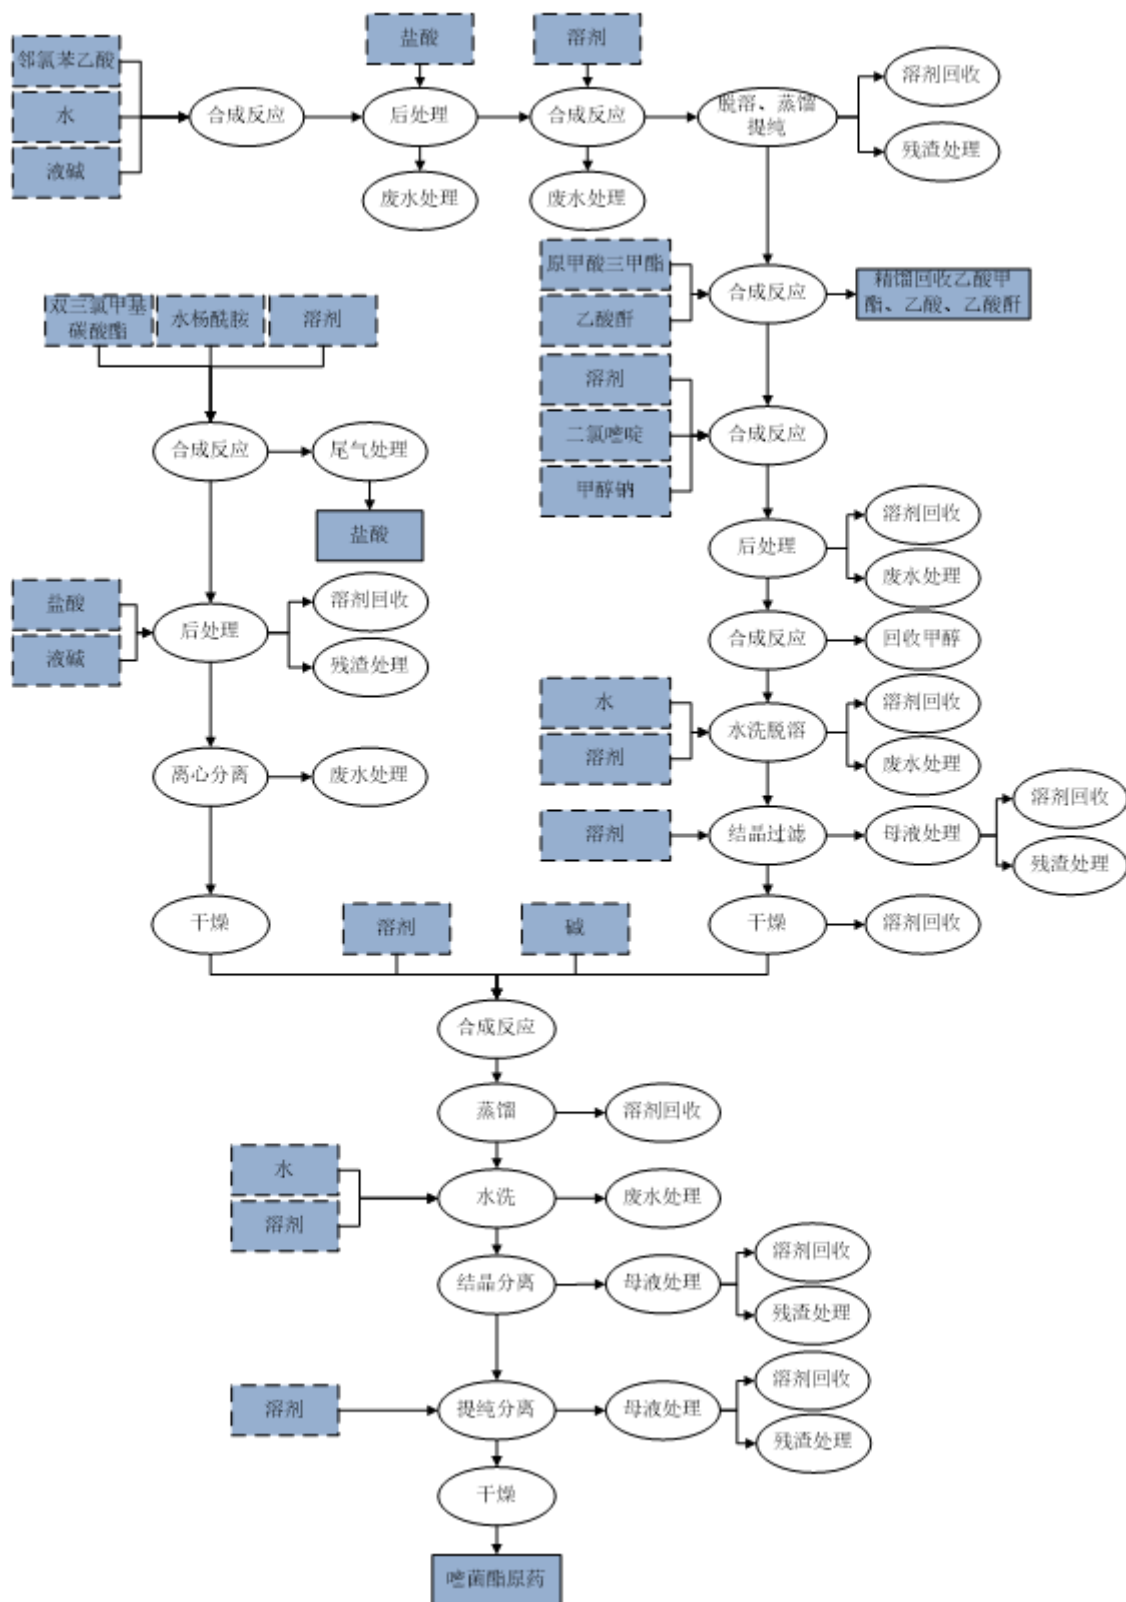 盐酸
溶剂
邻氯苯乙酸
水
液碱
合成反应
后处理
合成反应
脱溶、蒸馏
提纯
溶剂回收
残渣处理
废水处理
废水处理
原甲酸三甲酯
乙酸酐
合成反应
精馏回收乙酸甲
酯、乙酸、乙酸酐
双三氯甲基
碳酸酯
水杨酰胺
溶剂
溶剂
二氯嘧啶
甲醇钠
合成反应
合成反应
尾气处理
盐酸
后处理
溶剂回收
废水处理
盐酸
液碱
后处理
溶剂回收
残渣处理
合成反应
回收甲醇
水
溶剂
水洗脱溶
溶剂回收
废水处理
离心分离
废水处理
溶剂
结晶过滤
母液处理
溶剂回收
残渣处理
干燥
溶剂
碱
干燥
溶剂回收
合成反应
蒸馏
溶剂回收
水
溶剂
水洗
废水处理
结晶分离
母液处理
溶剂回收
残渣处理
溶剂
提纯分离
母液处理
溶剂回收
残渣处理
干燥
嘧菌酯原药